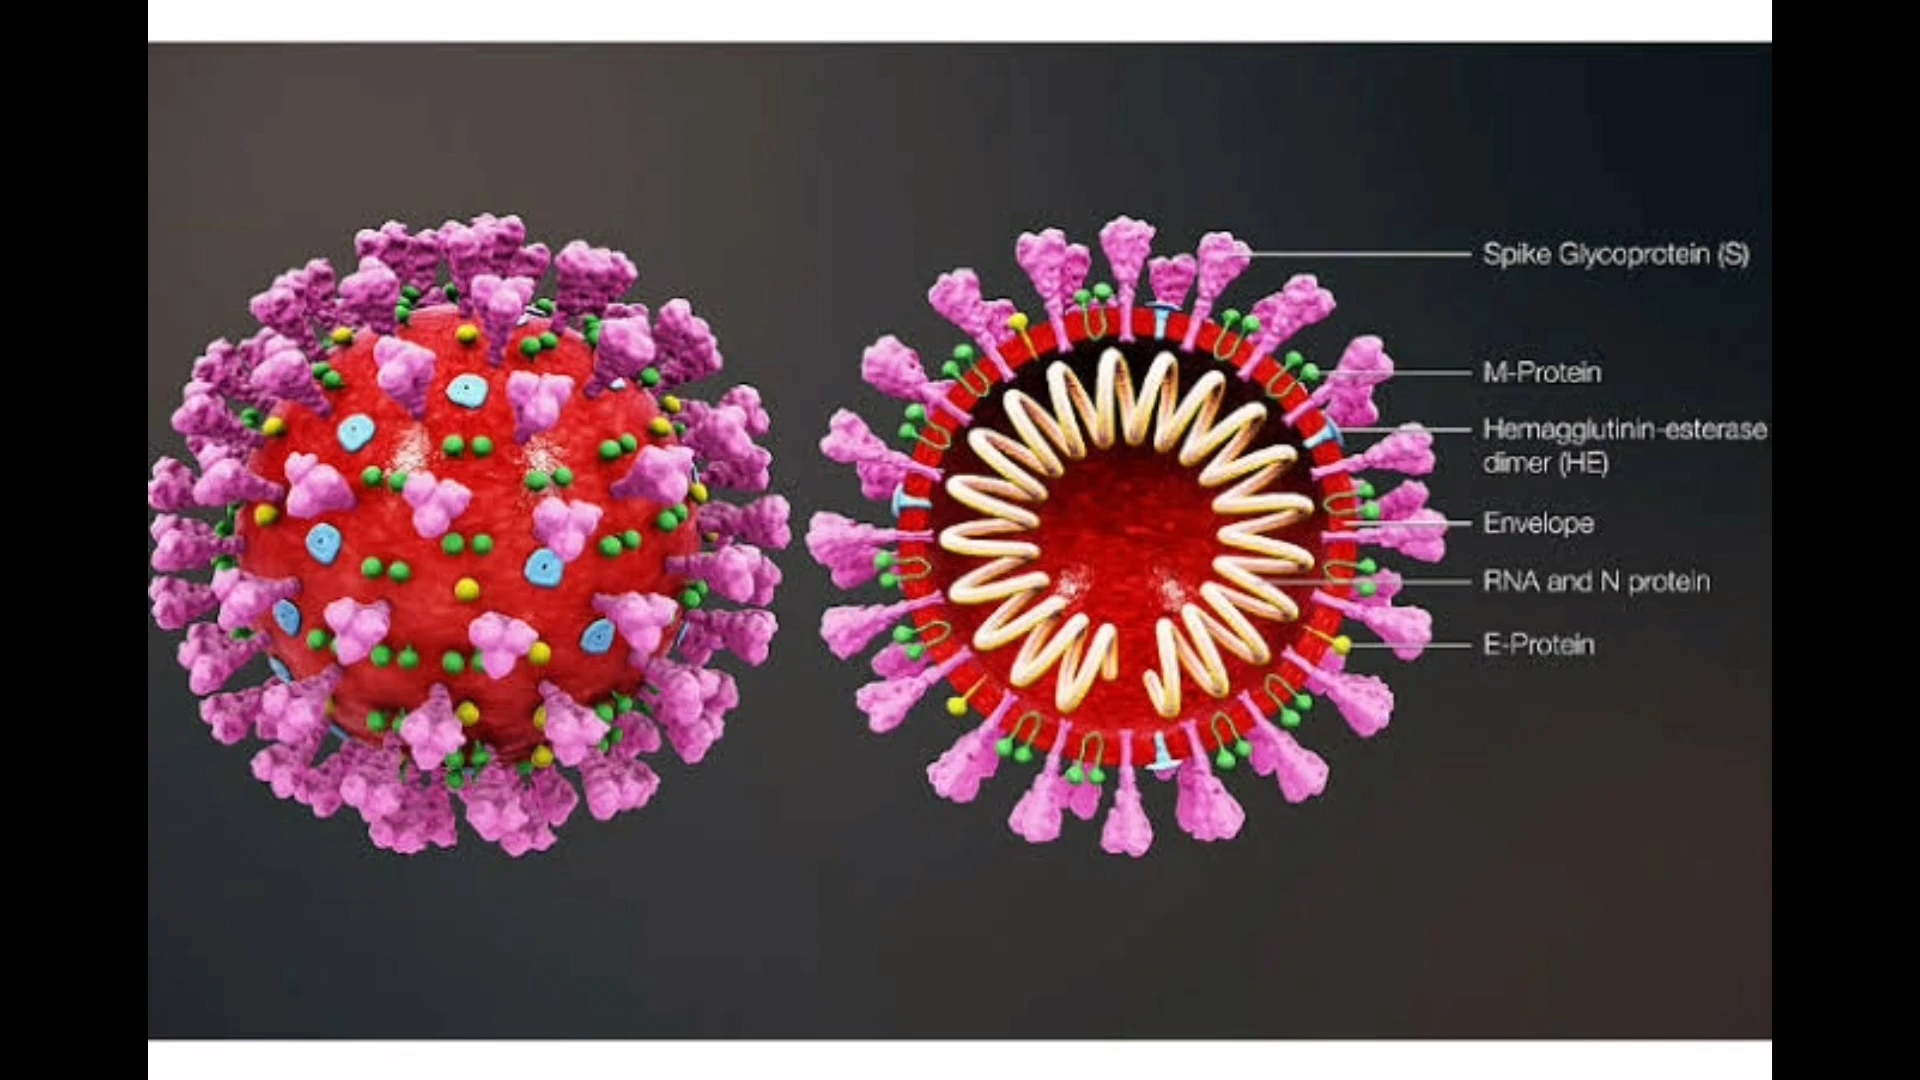 Spike Glycoprotein (S)
M-Protein
Hemagglutinin-esterase
dimer (HE)
Envelope
RNA and N protein
E-Protein